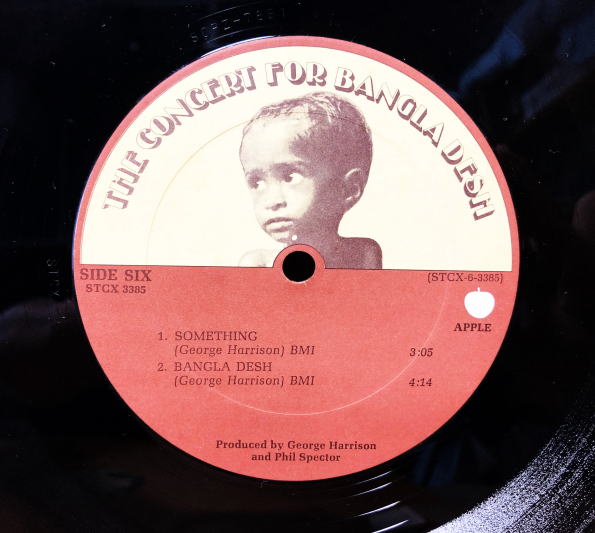 THE CONCERT FOR BANGLA DESH
SIDE SIX
STCX 3385
(STCX-6-3385)
APPLE
1. SOMETHING
(George Harrison) BMI 3:05
2. BANGLA DESH
(George Harrison) BMI 4:14
Produced by George Harrison
and Phil Spector